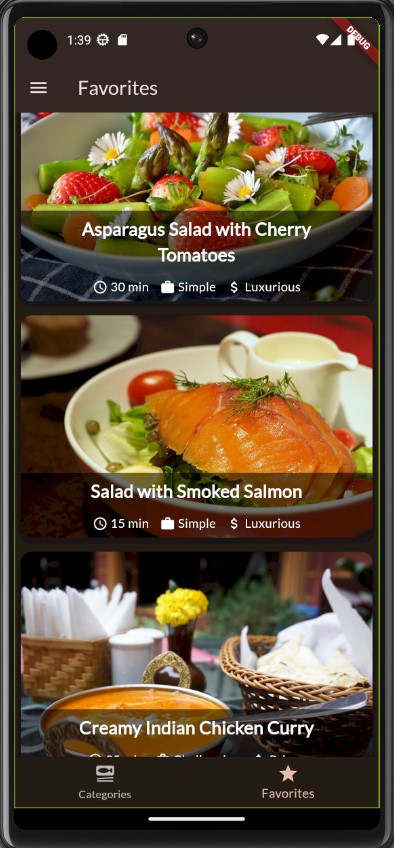 1:39
DEBUG
Favorites
Asparagus Salad with Cherry
Tomatoes
30 min Simple $ Luxurious
Salad with Smoked Salmon
15 min Simple $ Luxurious
Creamy Indian Chicken Curry
Categories
Favorites